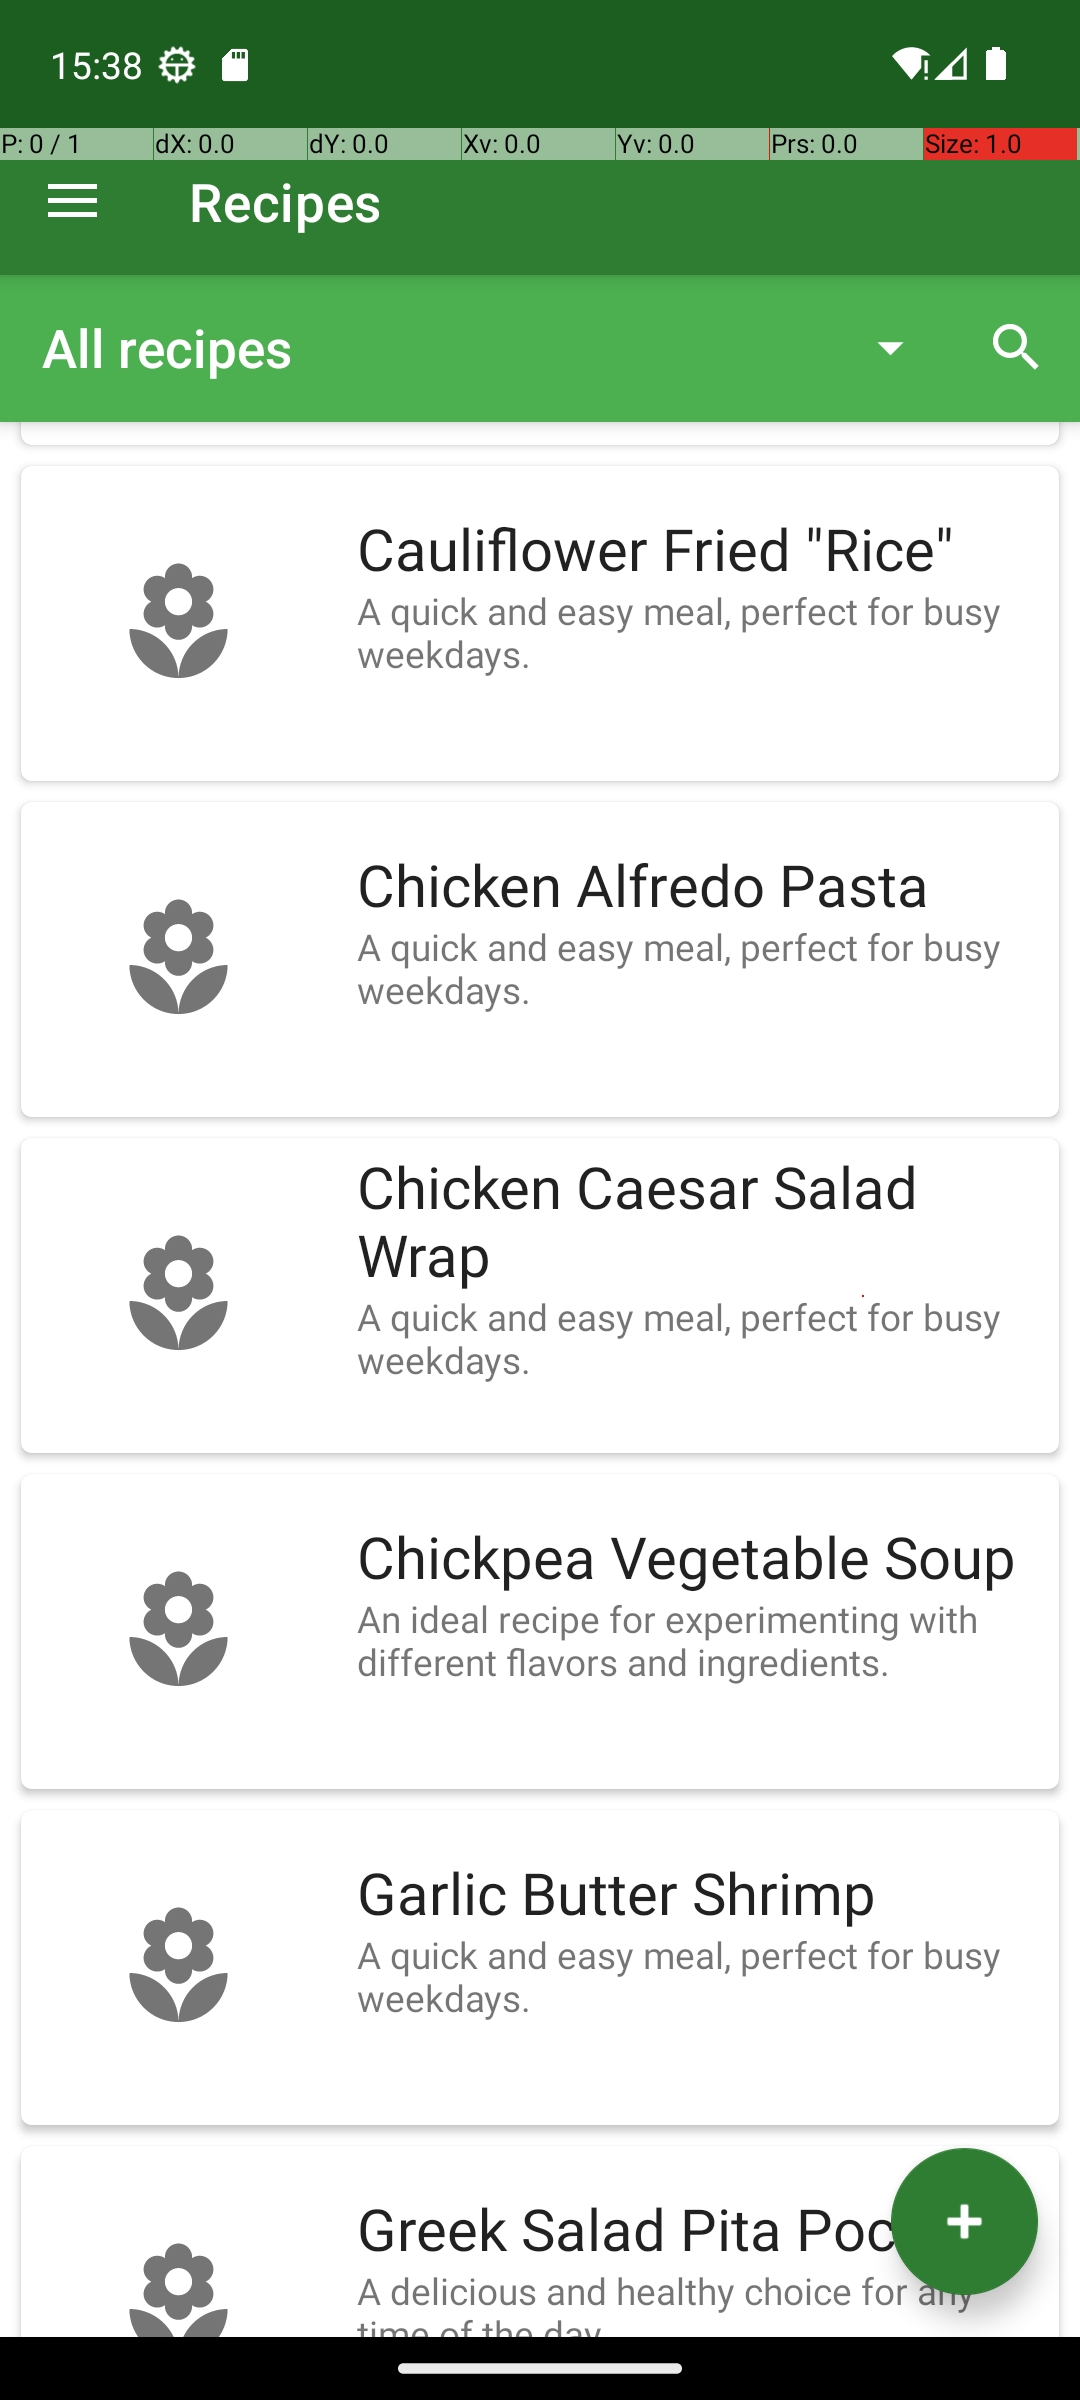 15:38
P: 0 / 1 dX: 0.0 dY: 0.0 Xv: 0.0 Yv: 0.0 Prs: 0.0 Size: 1.0
Recipes
All recipes
Cauliflower Fried "Rice"
A quick and easy meal, perfect for busy
weekdays.
Chicken Alfredo Pasta
A quick and easy meal, perfect for busy
weekdays.
Chicken Caesar Salad
Wrap
A quick and easy meal, perfect for busy
weekdays.
Chickpea Vegetable Soup
An ideal recipe for experimenting with
different flavors and ingredients.
Garlic Butter Shrimp
A quick and easy meal, perfect for busy
weekdays.
Greek Salad Pita Poc
A delicious and healthy choice for any
time of the day.